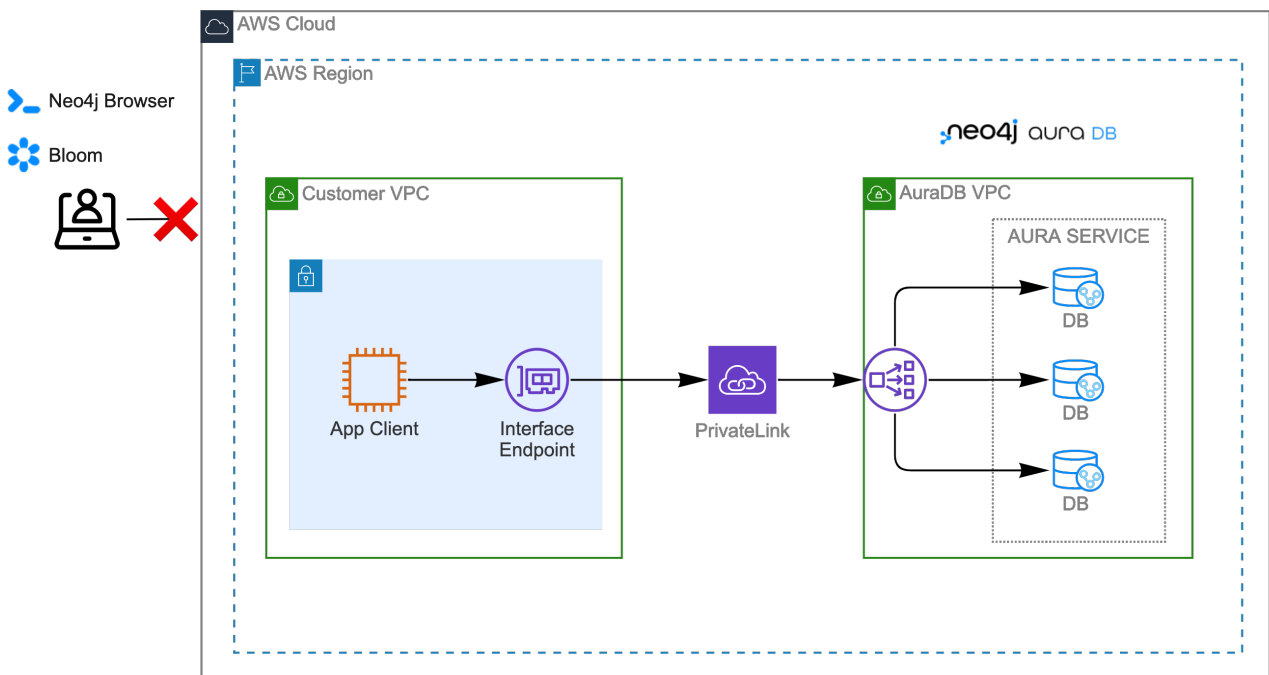 AWS Cloud
AWS Region
Neo4j Browser
Bloom
neo4j aura DB
Customer VPC
AuraDB VPC
AURA SERVICE
DB
App Client
Interface
Endpoint
PrivateLink
DB
DB